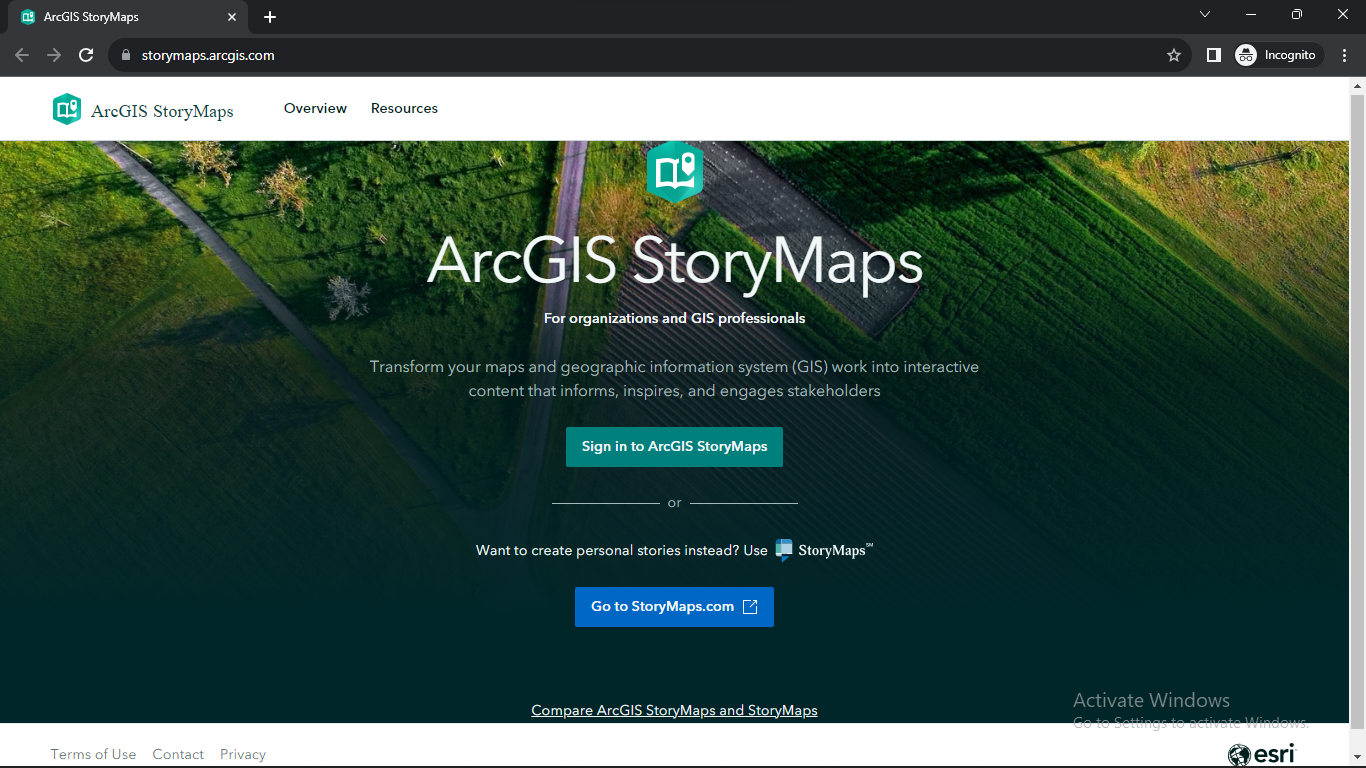 ArcGIS StoryMaps
storymaps.arcgis.com
Incognito
ArcGIS StoryMaps
Overview
Resources
ArcGIS StoryMaps
For organizations and GIS professionals
Transform your maps and geographic information system (GIS) work into interactive
content that informs, inspires, and engages stakeholders
Sign in to ArcGIS StoryMaps
or
Want to create personal stories instead? Use StoryMaps℠
Go to StoryMaps.com
Compare ArcGIS StoryMaps and StoryMaps
Activate Windows
Go to Settings to activate Windows.
Terms of Use Contact Privacy
esri